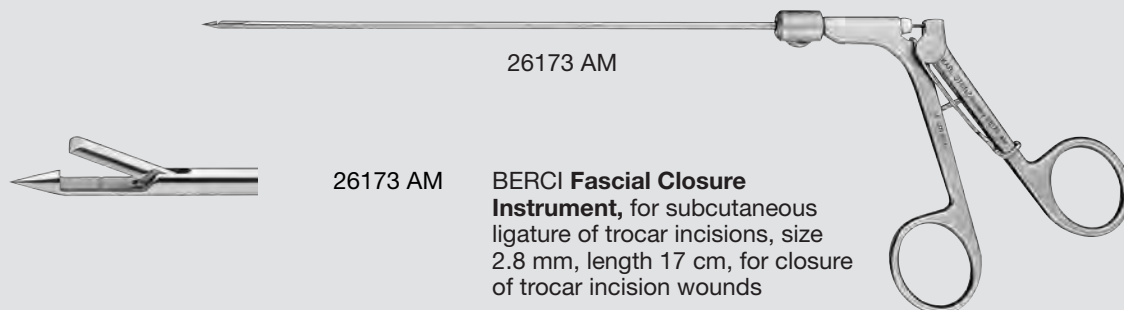 26173 AM
26173 AM BERCI Fascial Closure
Instrument, for subcutaneous
ligature of trocar incisions, size
2.8 mm, length 17 cm, for closure
of trocar incision wounds